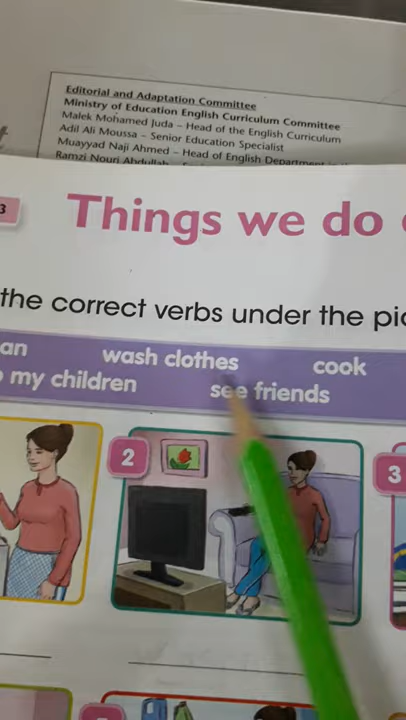 Editorial and Adaptation Committee
Ministry of Education English Curriculum Committee
Malek Mohamed Juda – Head of the English Curriculum
Adil Ali Moussa – Senior Education Specialist
Muayyad Naji Ahmed – Head of English Department
Ramzi Nouri Abdullah
3
Things we do
the correct verbs under the pic
an wash clothes cook
my children see friends
2
3